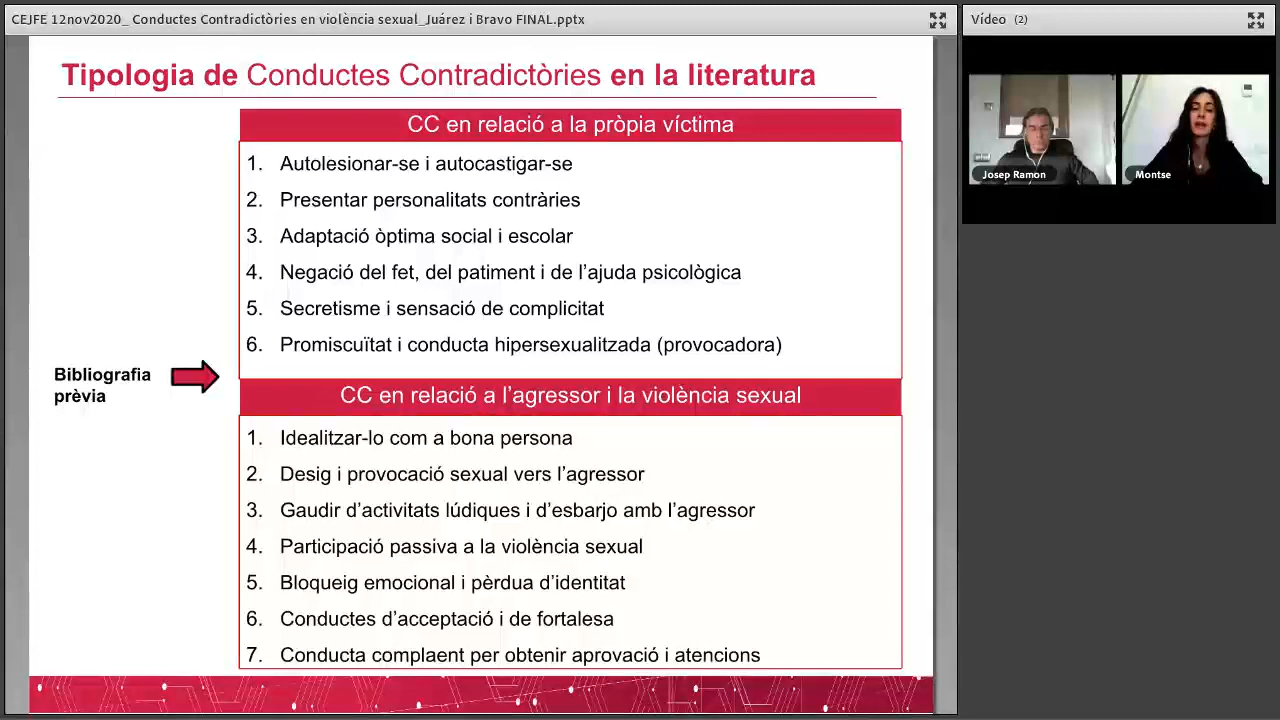 CEJFE 12nov2020_ Conductes Contradictòries en violència sexual_Juárez i Bravo FINAL.pptx
Vídeo (2)
Tipologia de Conductes Contradictòries en la literatura
CC en relació a la pròpia víctima
1. Autolesionar-se i autocastigar-se
2. Presentar personalitats contràries
3. Adaptació òptima social i escolar
4. Negació del fet, del patiment i de l’ajuda psicològica
5. Secretisme i sensació de complicitat
6. Promiscuïtat i conducta hipersexualitzada (provocadora)
Bibliografia
prèvia
CC en relació a l’agressor i la violència sexual
1. Idealitzar-lo com a bona persona
2. Desig i provocació sexual vers l’agressor
3. Gaudir d’activitats lúdiques i d’esbarjo amb l’agressor
4. Participació passiva a la violència sexual
5. Bloqueig emocional i pèrdua d’identitat
6. Conductes d’acceptació i de fortalesa
7. Conducta complaent per obtenir aprovació i atencions
Josep Ramon
Montse